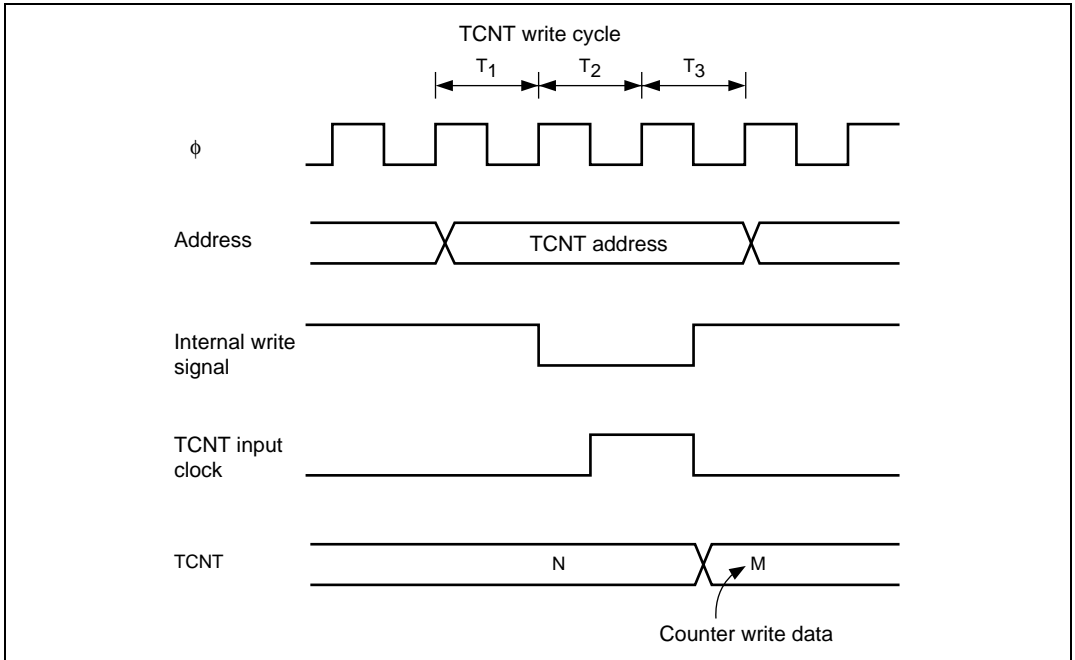 TCNT write cycle
T1 T2 T3
φ
Address
TCNT address
Internal write
signal
TCNT input
clock
TCNT
N
M
Counter write data